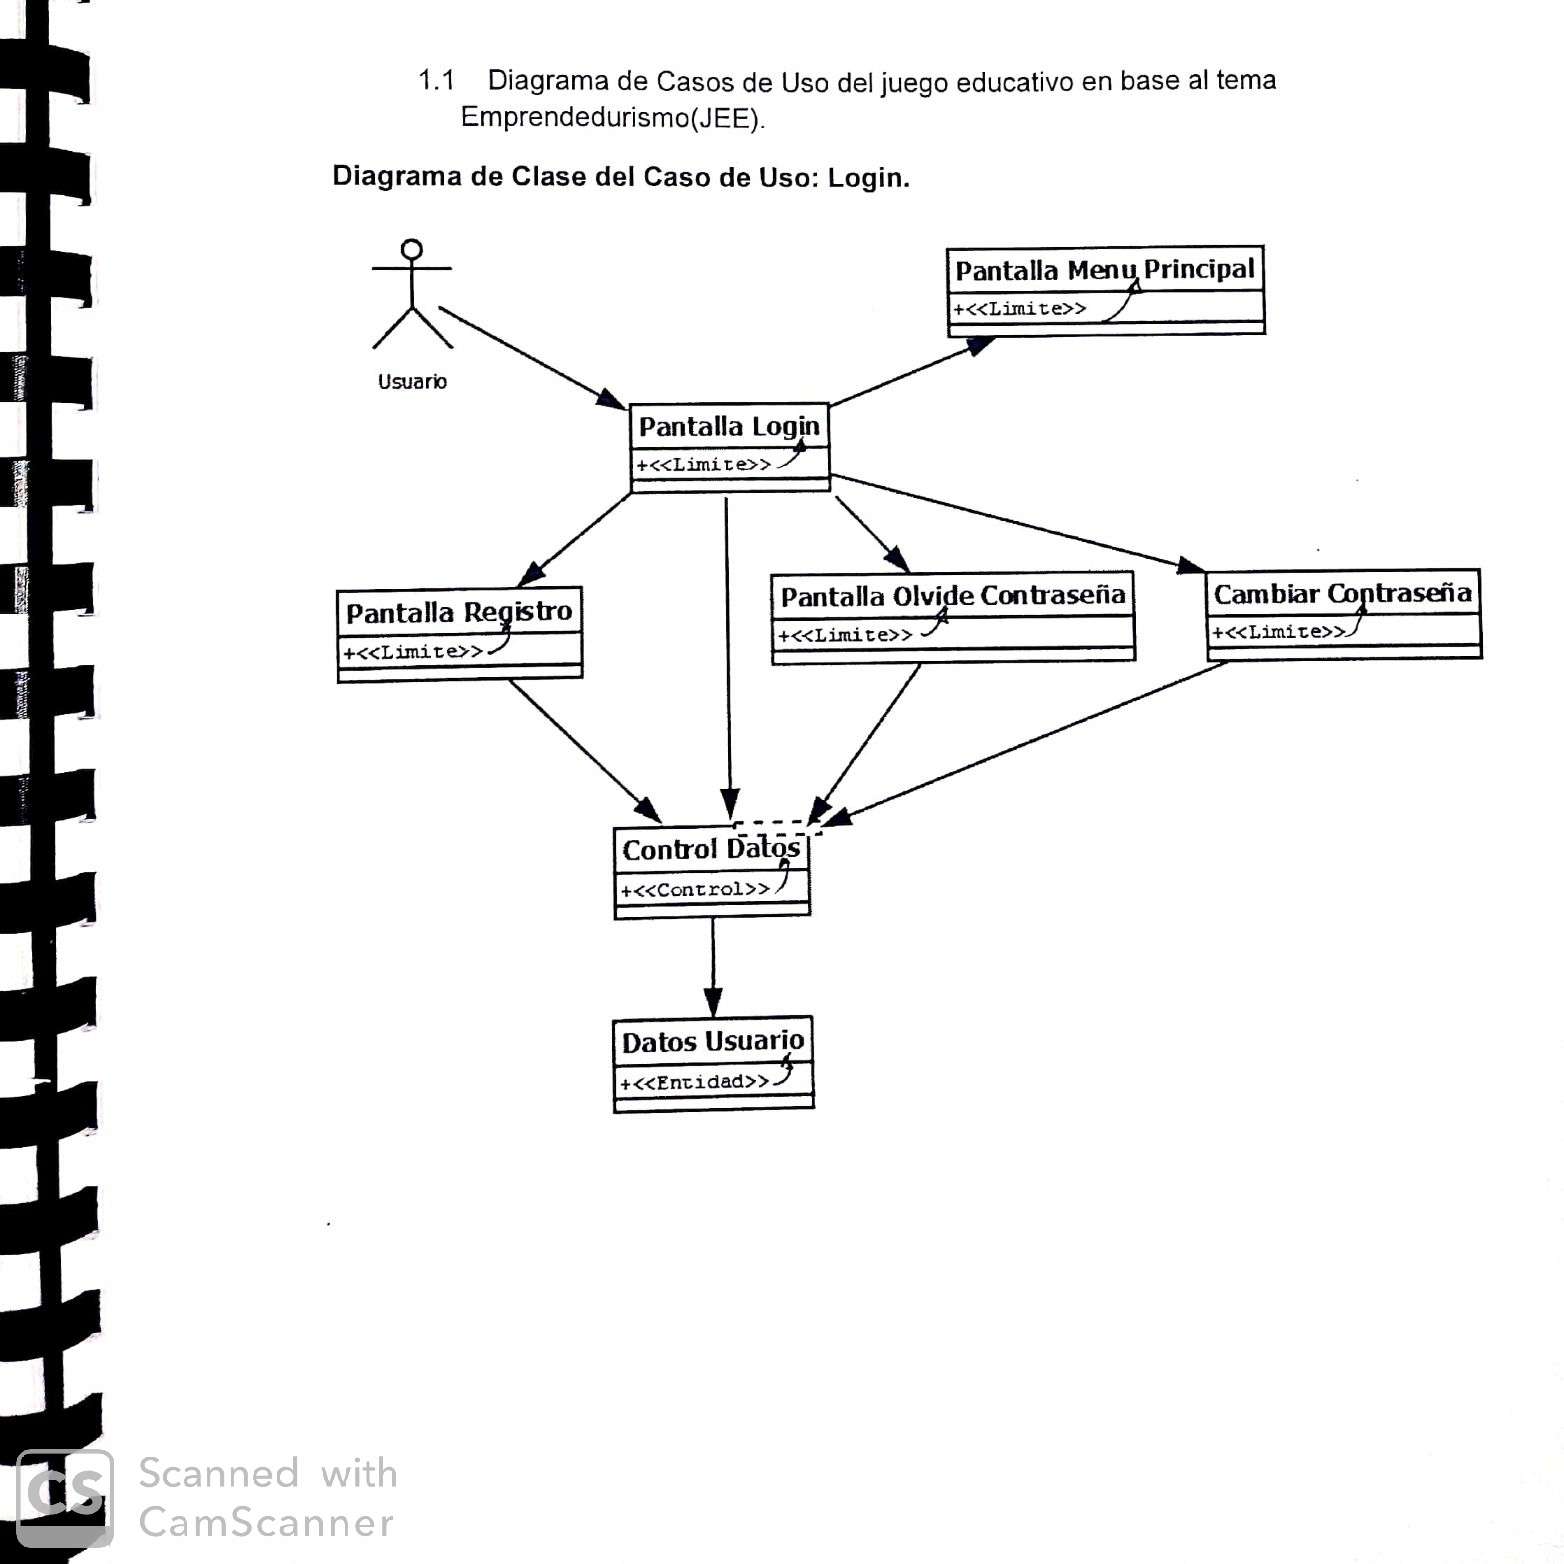 1.1 Diagrama de Casos de Uso del juego educativo en base al tema
Emprendedurismo(JEE).
Diagrama de Clase del Caso de Uso: Login.
Usuario
Pantalla Menu Principal
+<<Limite>>
Pantalla Login
+<<Limite>>
Pantalla Registro
+<<Limite>>
Pantalla Olvide Contraseña
+<<Limite>>
Cambiar Contraseña
+<<Limite>>
Control Datos
+<<Control>>
Datos Usuario
+<<Entidad>>
CS
Scanned with
CamScanner